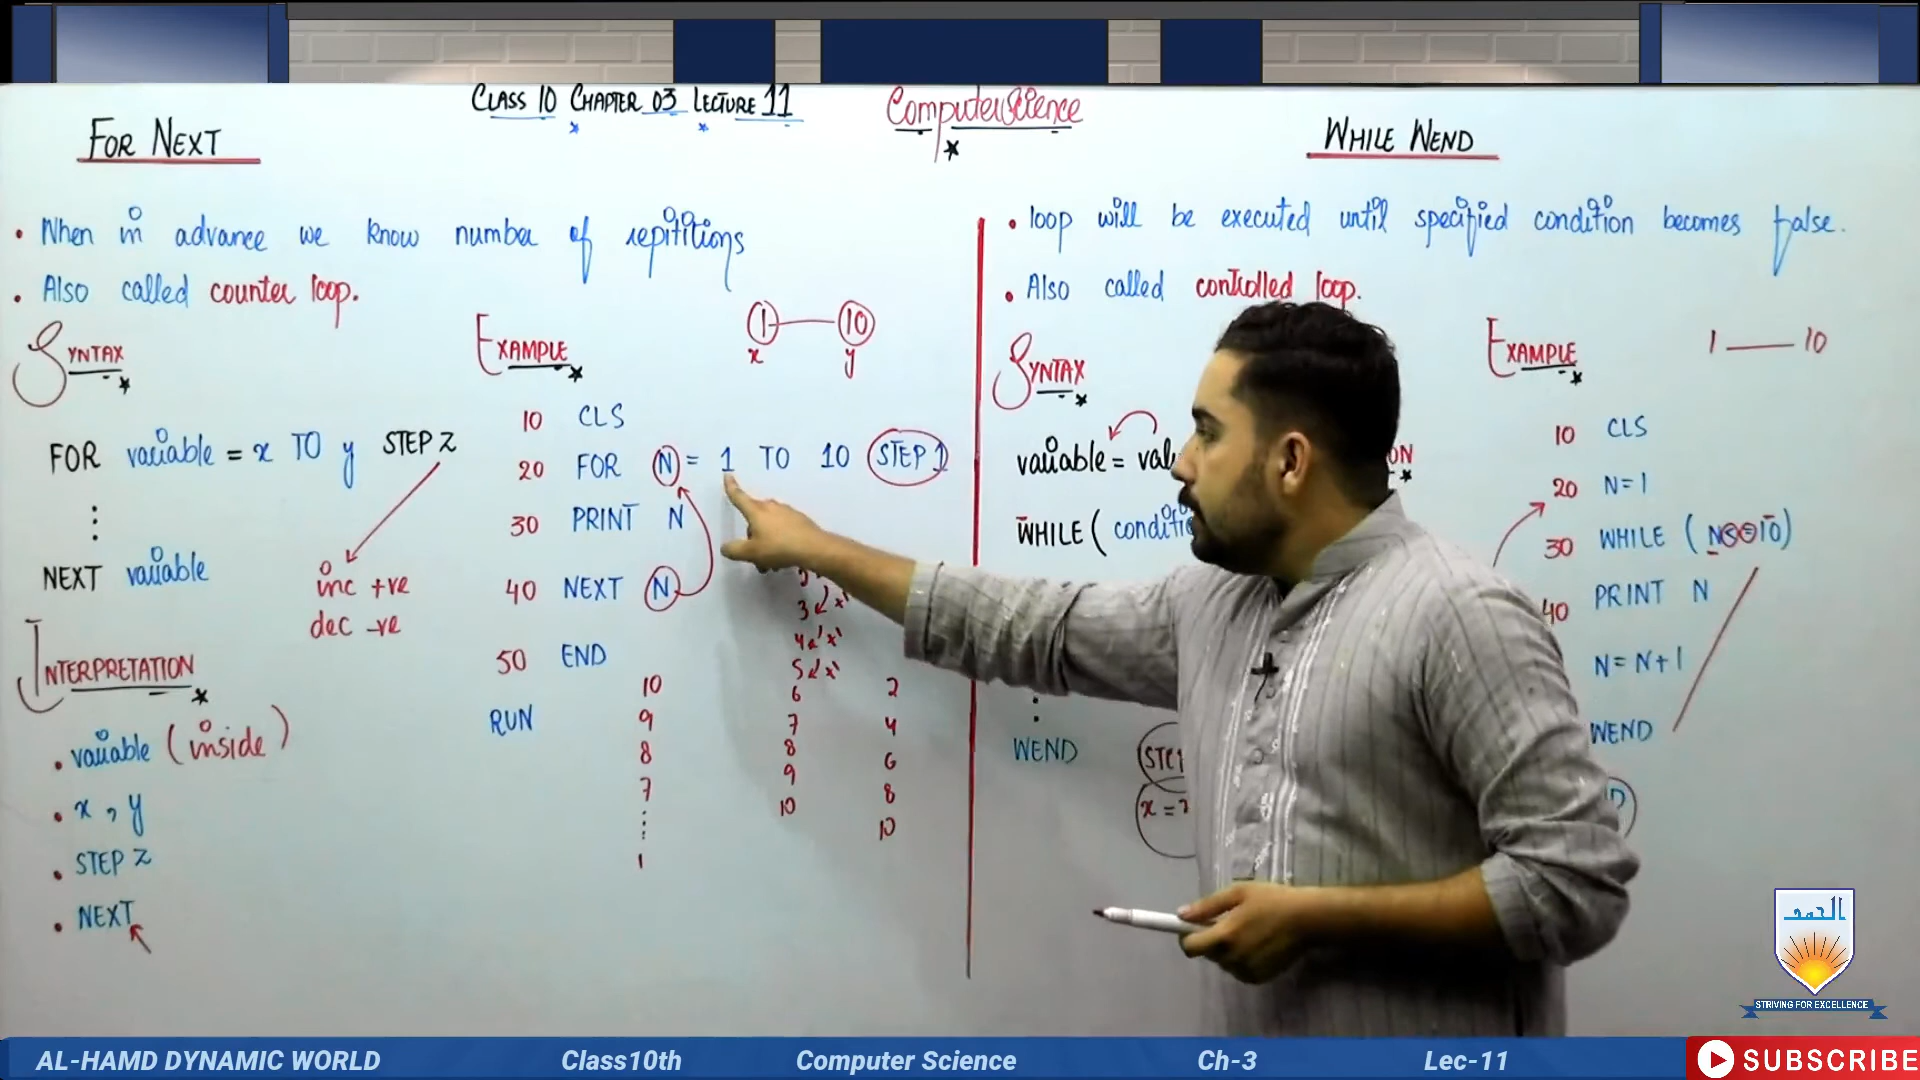 CLASS 10 CHAPTER 03 LECTURE 11
Computer Science
FOR NEXT
• When in advance we know number of repititions
• Also called counter loop.
SYNTAX
FOR variable = x TO y STEP Z
⋮
NEXT variable
inc +ve
dec -ve
INTERPRETATION
• variable (inside)
• x , y
• STEP Z
• NEXT
EXAMPLE
1 — 10
x y
10 CLS
20 FOR N = 1 TO 10 STEP 1
30 PRINT N
40 NEXT N
50 END
RUN
10
9
8
7
⋮
1
3
4
5
6
7
8
9
10
2
4
6
8
10
WHILE WEND
• loop will be executed until specified condition becomes false.
• Also called controlled loop.
SYNTAX
variable =
WHILE (
⋮
WEND
EXAMPLE
1 — 10
10 CLS
20 N=1
30 WHILE ( N<=10)
40 PRINT N
N=N+1
WEND
الحمد
STRIVING FOR EXCELLENCE
AL-HAMD DYNAMIC WORLD Class10th Computer Science Ch-3 Lec-11
SUBSCRIBE